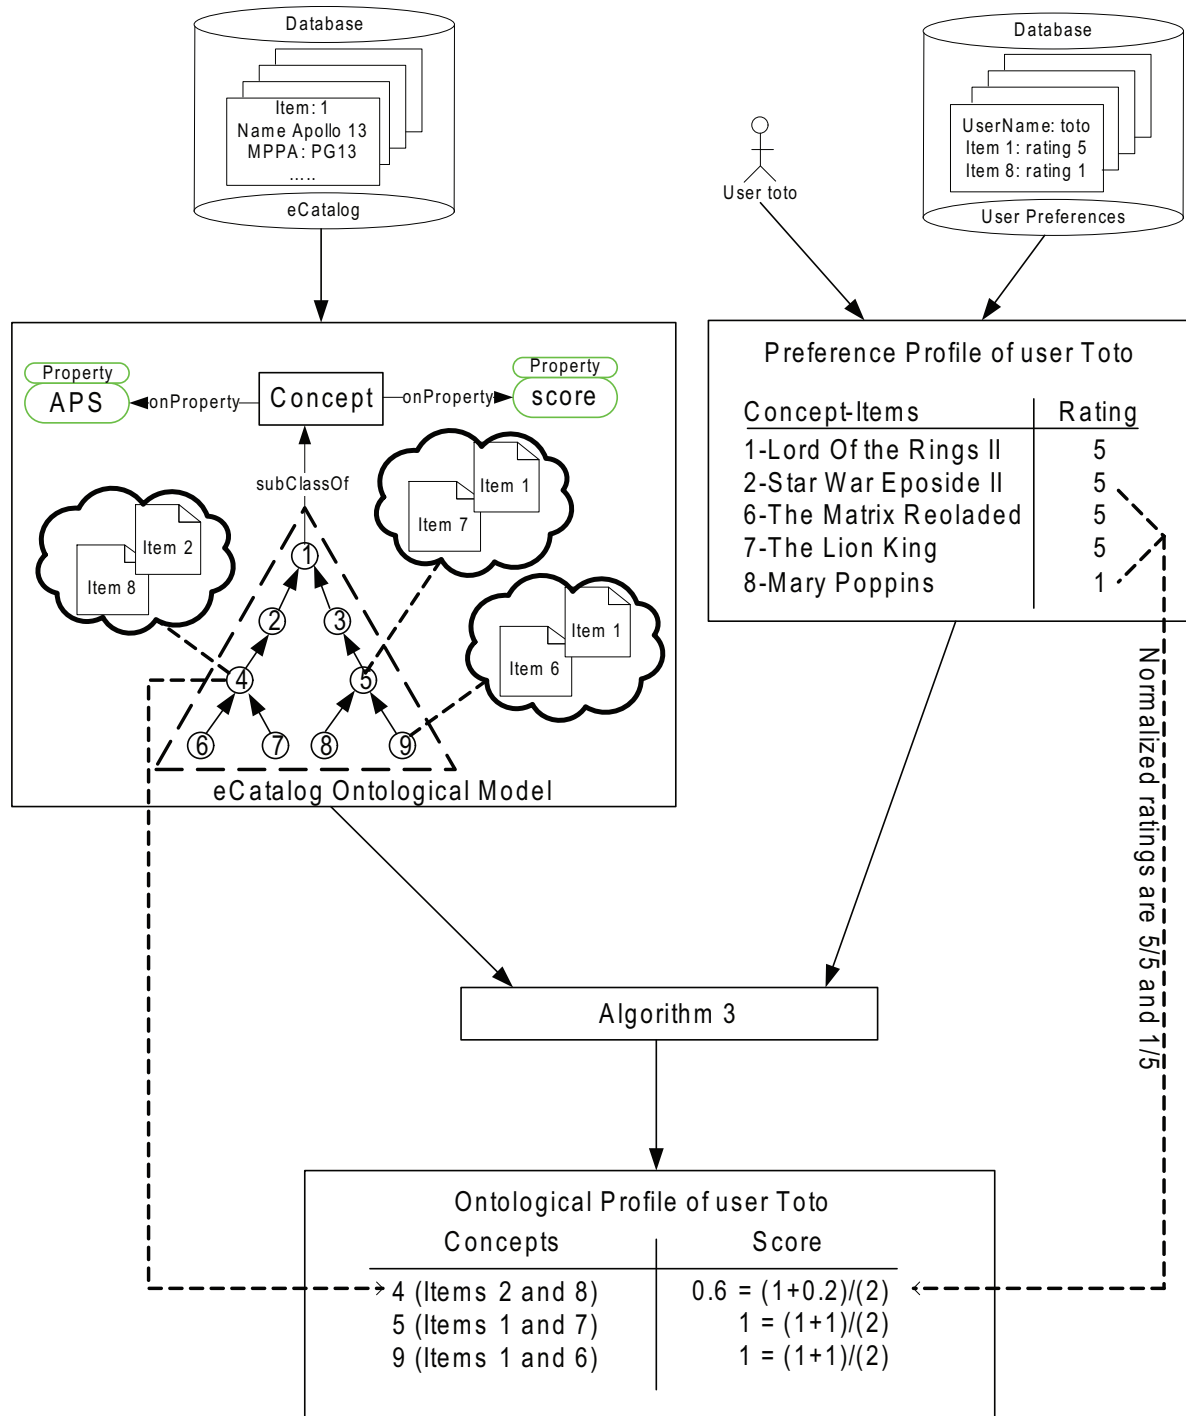 Database
Item: 1
Name Apollo 13
MPPA: PG13
.....
eCatalog
Database
UserName: toto
Item 1: rating 5
Item 8: rating 1
User Preferences
User toto
Property
APS
onProperty
Concept
onProperty
Property
score
subClassOf
Item 2
Item 8
Item 1
Item 7
Item 1
Item 6
1
2
3
4
5
6
7
8
9
eCatalog Ontological Model
Preference Profile of user Toto
Concept-Items Rating
1-Lord Of the Rings II 5
2-Star War Eposide II 5
6-The Matrix Reoladed 5
7-The Lion King 5
8-Mary Poppins 1
Normalized ratings are 5/5 and 1/5
Algorithm 3
Ontological Profile of user Toto
Concepts Score
4 (Items 2 and 8) 0.6 = (1+0.2)/(2)
5 (Items 1 and 7) 1 = (1+1)/(2)
9 (Items 1 and 6) 1 = (1+1)/(2)